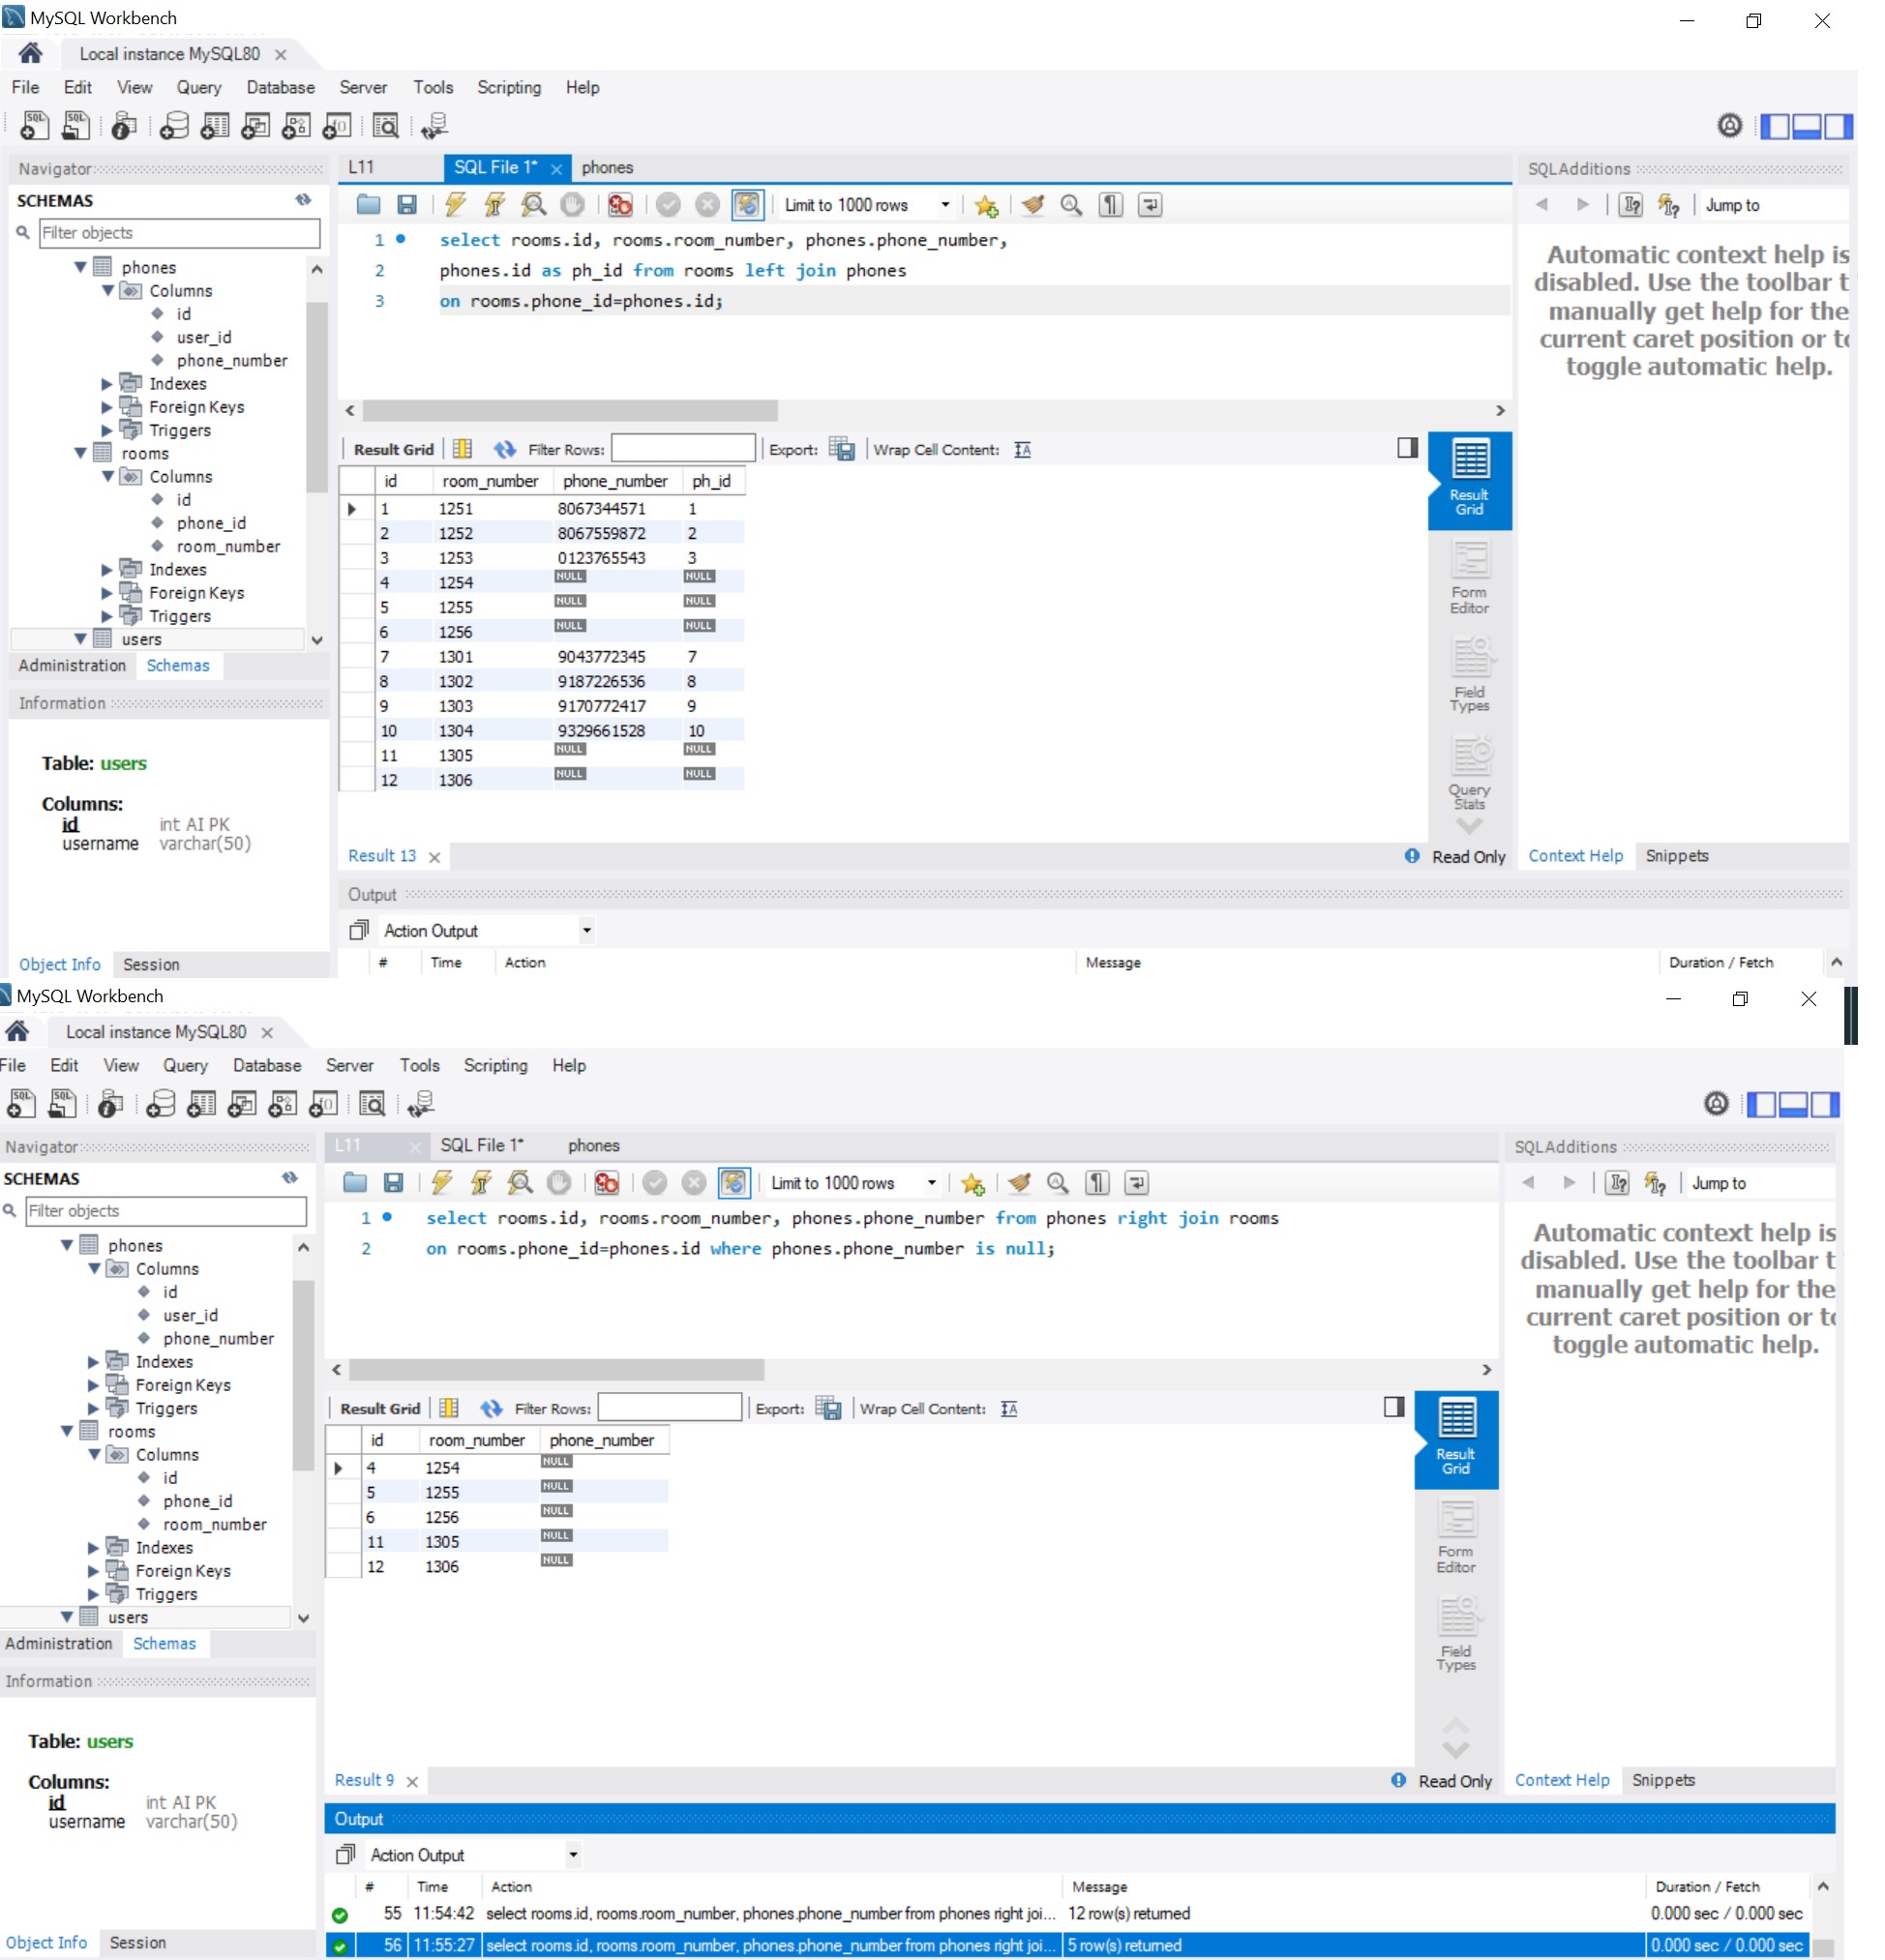 MySQL Workbench
Local instance MySQL80
File Edit View Query Database Server Tools Scripting Help
Navigator
SCHEMAS
Filter objects
phones
Columns
id
user_id
phone_number
Indexes
Foreign Keys
Triggers
rooms
Columns
id
phone_id
room_number
Indexes
Foreign Keys
Triggers
users
Administration Schemas
Information
Table: users
Columns:
id int AI PK
username varchar(50)
Object Info Session
L11 SQL File 1* phones
Limit to 1000 rows
1 select rooms.id, rooms.room_number, phones.phone_number,
2 phones.id as ph_id from rooms left join phones
3 on rooms.phone_id=phones.id;
Result Grid Filter Rows: Export: Wrap Cell Content:
id room_number phone_number ph_id
1 1251 8067344571 1
2 1252 8067559872 2
3 1253 0123765543 3
4 1254 NULL NULL
5 1255 NULL NULL
6 1256 NULL NULL
7 1301 9043772345 7
8 1302 9187226536 8
9 1303 9170772417 9
10 1304 9329661528 10
11 1305 NULL NULL
12 1306 NULL NULL
Result Grid
Form Editor
Field Types
Query Stats
Result 13 Read Only
Output
Action Output
# Time Action Message Duration / Fetch
SQLAdditions
Jump to
Automatic context help is
disabled. Use the toolbar t
manually get help for the
current caret position or to
toggle automatic help.
Context Help Snippets
MySQL Workbench
Local instance MySQL80
File Edit View Query Database Server Tools Scripting Help
Navigator
SCHEMAS
Filter objects
phones
Columns
id
user_id
phone_number
Indexes
Foreign Keys
Triggers
rooms
Columns
id
phone_id
room_number
Indexes
Foreign Keys
Triggers
users
Administration Schemas
Information
Table: users
Columns:
id int AI PK
username varchar(50)
Object Info Session
L11 SQL File 1* phones
Limit to 1000 rows
1 select rooms.id, rooms.room_number, phones.phone_number from phones right join rooms
2 on rooms.phone_id=phones.id where phones.phone_number is null;
Result Grid Filter Rows: Export: Wrap Cell Content:
id room_number phone_number
4 1254 NULL
5 1255 NULL
6 1256 NULL
11 1305 NULL
12 1306 NULL
Result Grid
Form Editor
Field Types
Result 9 Read Only
Output
Action Output
# Time Action Message Duration / Fetch
55 11:54:42 select rooms.id, rooms.room_number, phones.phone_number from phones right joi... 12 row(s) returned 0.000 sec / 0.000 sec
56 11:55:27 select rooms.id, rooms.room_number, phones.phone_number from phones right joi... 5 row(s) returned 0.000 sec / 0.000 sec
SQLAdditions
Jump to
Automatic context help is
disabled. Use the toolbar t
manually get help for the
current caret position or to
toggle automatic help.
Context Help Snippets